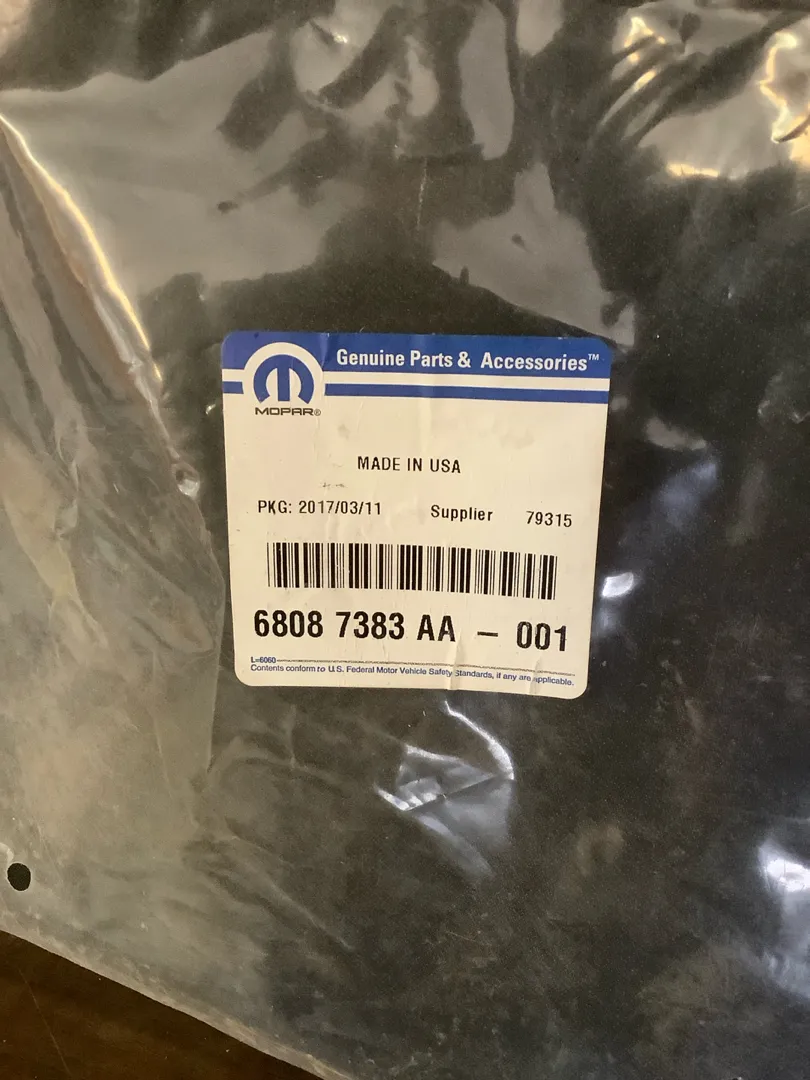 Genuine Parts & Accessories™
MOPAR®
MADE IN USA
PKG: 2017/03/11 Supplier 79315
6808 7383 AA – 001
L=6060
Contents conform to U.S. Federal Motor Vehicle Safety Standards, if any are applicable.